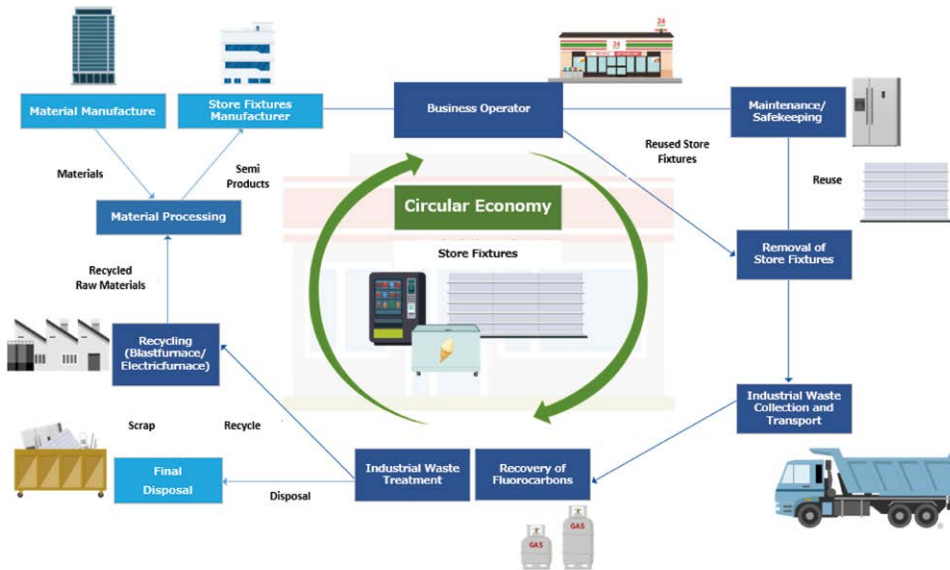 24
24
Material Manufacture
Store Fixtures
Manufacturer
Business Operator
Maintenance/
Safekeeping
Materials
Semi
Products
Reused Store
Fixtures
Reuse
Circular Economy
Material Processing
Store Fixtures
Removal of
Store Fixtures
Recycled
Raw Materials
Recycling
(Blastfurnace/
Electricfurnace)
Industrial Waste
Collection and
Transport
Scrap
Recycle
Final
Disposal
Disposal
Industrial Waste
Treatment
Recovery of
Fluorocarbons
GAS
GAS